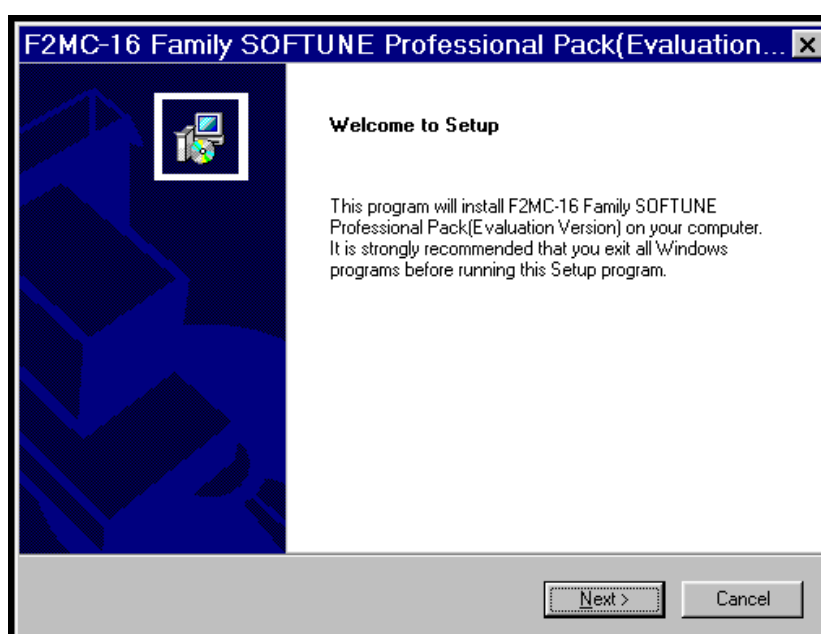 F2MC-16 Family SOFTUNE Professional Pack(Evaluation...
Welcome to Setup
This program will install F2MC-16 Family SOFTUNE
Professional Pack(Evaluation Version) on your computer.
It is strongly recommended that you exit all Windows
programs before running this Setup program.
Next >
Cancel